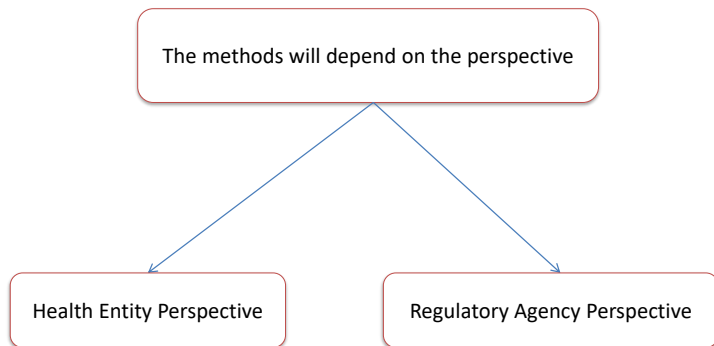 The methods will depend on the perspective
Health Entity Perspective
Regulatory Agency Perspective